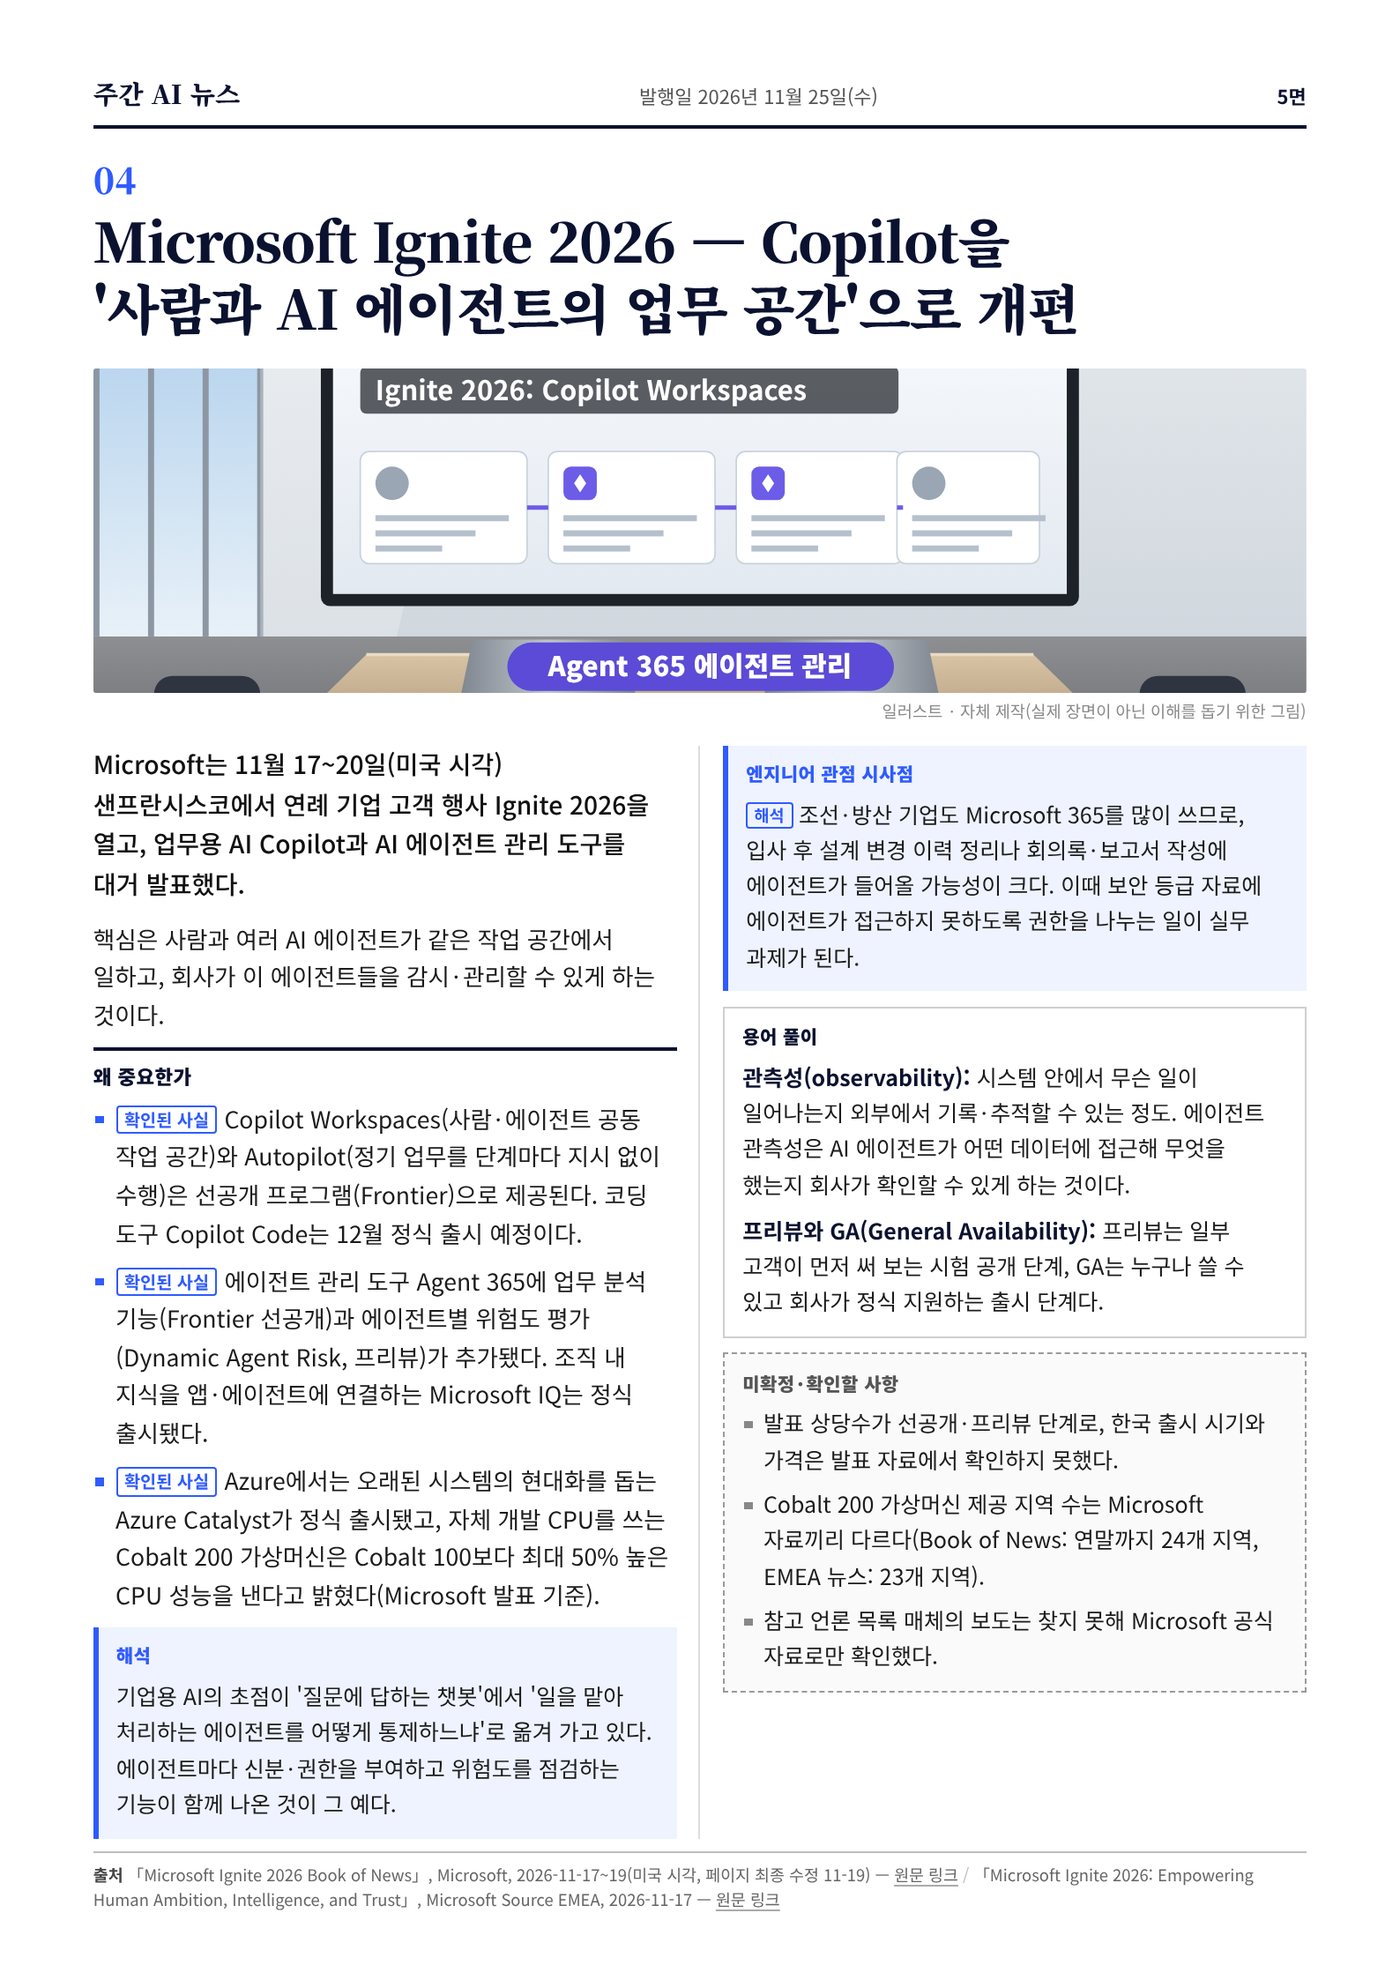 주간 AI 뉴스
발행일 2026년 11월 25일(수)
5면
04
Microsoft Ignite 2026 — Copilot을
'사람과 AI 에이전트의 업무 공간'으로 개편
Ignite 2026: Copilot Workspaces
Agent 365 에이전트 관리
일러스트 · 자체 제작(실제 장면이 아닌 이해를 돕기 위한 그림)
Microsoft는 11월 17~20일(미국 시각)
샌프란시스코에서 연례 기업 고객 행사 Ignite 2026을
열고, 업무용 AI Copilot과 AI 에이전트 관리 도구를
대거 발표했다.
핵심은 사람과 여러 AI 에이전트가 같은 작업 공간에서
일하고, 회사가 이 에이전트들을 감시·관리할 수 있게 하는
것이다.
왜 중요한가
확인된 사실 Copilot Workspaces(사람·에이전트 공동
작업 공간)와 Autopilot(정기 업무를 단계마다 지시 없이
수행)은 선공개 프로그램(Frontier)으로 제공된다. 코딩
도구 Copilot Code는 12월 정식 출시 예정이다.
확인된 사실 에이전트 관리 도구 Agent 365에 업무 분석
기능(Frontier 선공개)과 에이전트별 위험도 평가
(Dynamic Agent Risk, 프리뷰)가 추가됐다. 조직 내
지식을 앱·에이전트에 연결하는 Microsoft IQ는 정식
출시됐다.
확인된 사실 Azure에서는 오래된 시스템의 현대화를 돕는
Azure Catalyst가 정식 출시됐고, 자체 개발 CPU를 쓰는
Cobalt 200 가상머신은 Cobalt 100보다 최대 50% 높은
CPU 성능을 낸다고 밝혔다(Microsoft 발표 기준).
해석
기업용 AI의 초점이 '질문에 답하는 챗봇'에서 '일을 맡아
처리하는 에이전트를 어떻게 통제하느냐'로 옮겨 가고 있다.
에이전트마다 신분·권한을 부여하고 위험도를 점검하는
기능이 함께 나온 것이 그 예다.
엔지니어 관점 시사점
해석 조선·방산 기업도 Microsoft 365를 많이 쓰므로,
입사 후 설계 변경 이력 정리나 회의록·보고서 작성에
에이전트가 들어올 가능성이 크다. 이때 보안 등급 자료에
에이전트가 접근하지 못하도록 권한을 나누는 일이 실무
과제가 된다.
용어 풀이
관측성(observability): 시스템 안에서 무슨 일이
일어나는지 외부에서 기록·추적할 수 있는 정도. 에이전트
관측성은 AI 에이전트가 어떤 데이터에 접근해 무엇을
했는지 회사가 확인할 수 있게 하는 것이다.
프리뷰와 GA(General Availability): 프리뷰는 일부
고객이 먼저 써 보는 시험 공개 단계, GA는 누구나 쓸 수
있고 회사가 정식 지원하는 출시 단계다.
미확정·확인할 사항
발표 상당수가 선공개·프리뷰 단계로, 한국 출시 시기와
가격은 발표 자료에서 확인하지 못했다.
Cobalt 200 가상머신 제공 지역 수는 Microsoft
자료끼리 다르다(Book of News: 연말까지 24개 지역,
EMEA 뉴스: 23개 지역).
참고 언론 목록 매체의 보도는 찾지 못해 Microsoft 공식
자료로만 확인했다.
출처 「Microsoft Ignite 2026 Book of News」, Microsoft, 2026-11-17~19(미국 시각, 페이지 최종 수정 11-19) — 원문 링크 / 「Microsoft Ignite 2026: Empowering
Human Ambition, Intelligence, and Trust」, Microsoft Source EMEA, 2026-11-17 — 원문 링크